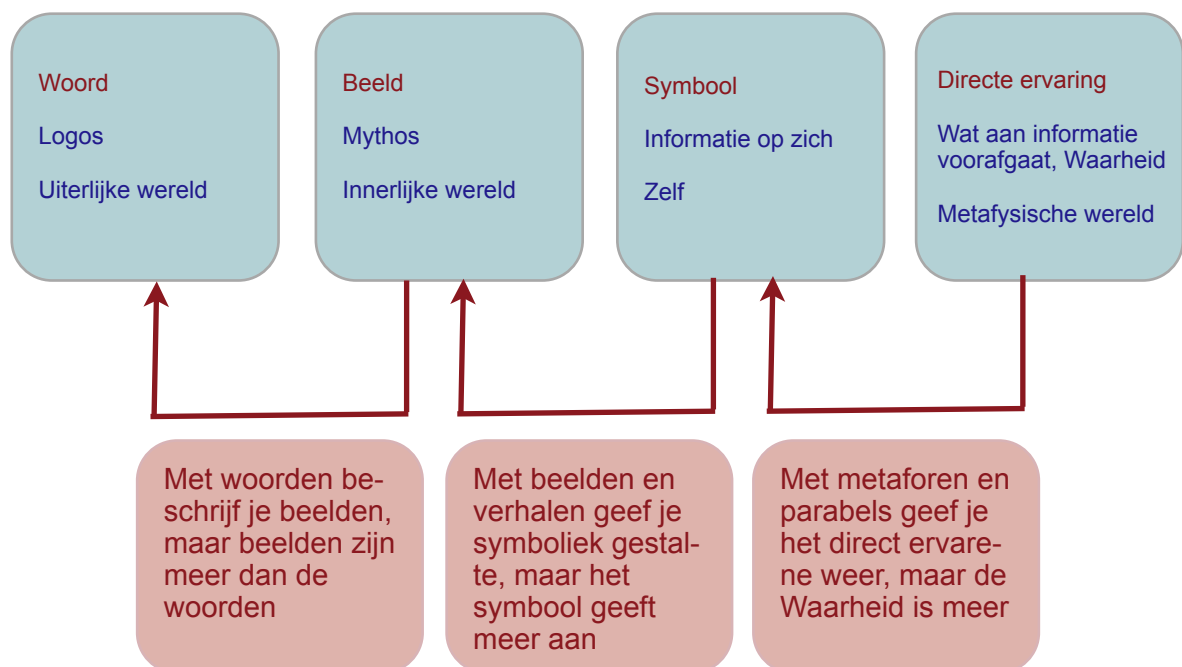 Woord
Logos
Uiterlijke wereld
Beeld
Mythos
Innerlijke wereld
Symbool
Informatie op zich
Zelf
Directe ervaring
Wat aan informatie
voorafgaat, Waarheid
Metafysische wereld
Met woorden be-
schrijf je beelden,
maar beelden zijn
meer dan de
woorden
Met beelden en
verhalen geef je
symboliek gestal-
te, maar het
symbool geeft
meer aan
Met metaforen en
parabels geef je
het direct ervare-
ne weer, maar de
Waarheid is meer